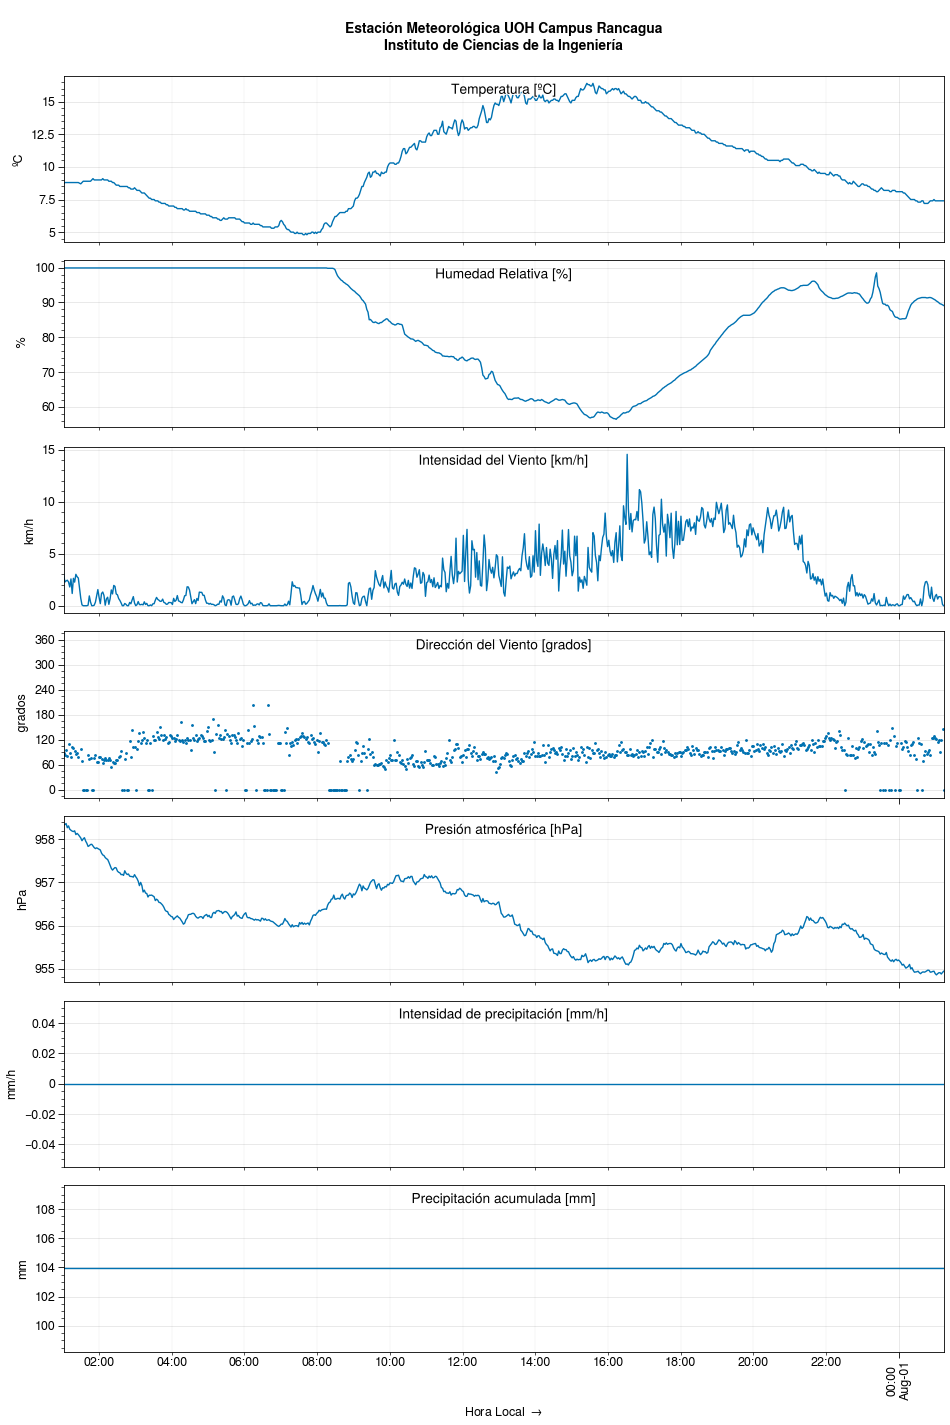 Estación Meteorológica UOH Campus Rancagua
Instituto de Ciencias de la Ingeniería
Temperatura [ºC]
ºC
15
12.5
10
7.5
5
Humedad Relativa [%]
%
100
90
80
70
60
Intensidad del Viento [km/h]
km/h
15
10
5
0
Dirección del Viento [grados]
grados
360
300
240
180
120
60
0
Presión atmosférica [hPa]
hPa
958
957
956
955
Intensidad de precipitación [mm/h]
mm/h
0.04
0.02
0
−0.02
−0.04
Precipitación acumulada [mm]
mm
108
106
104
102
100
02:00 04:00 06:00 08:00 10:00 12:00 14:00 16:00 18:00 20:00 22:00 00:00
Aug-01
Hora Local →